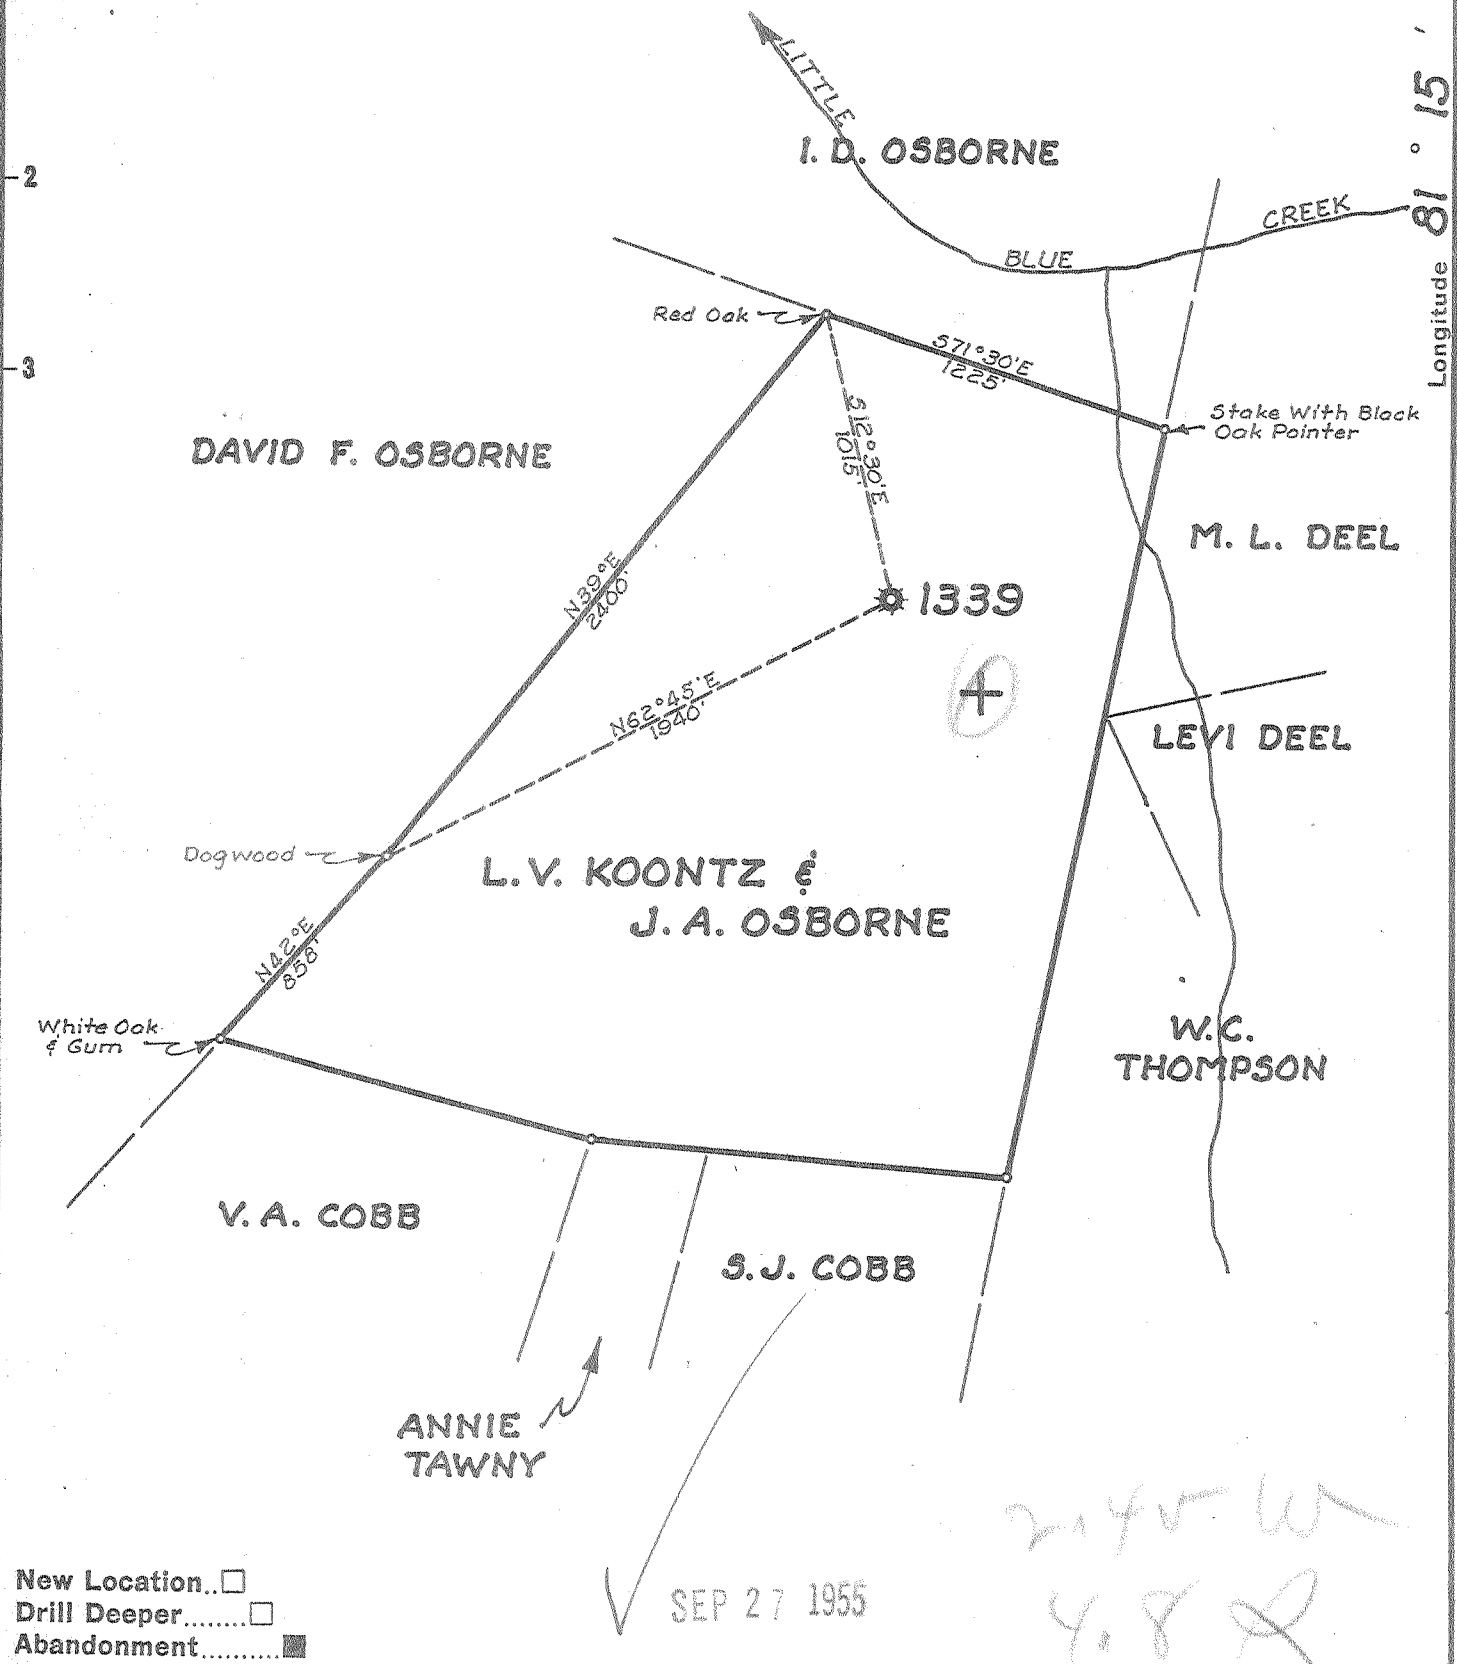 LITTLE
I. D. OSBORNE
81° 15'
Longitude
2
CREEK
BLUE
Red Oak
3
S71°30'E
1225'
Stake With Black
Oak Pointer
DAVID F. OSBORNE
S12°30'E
1015'
M. L. DEEL
N39°E
2400'
1339
+
N62°45'E
1940'
LEVI DEEL
Dogwood
L.V. KOONTZ &
J. A. OSBORNE
N42°E
858'
White Oak
& Gum
W.C.
THOMPSON
V. A. COBB
S.J. COBB
ANNIE
TAWNY
New Location..
Drill Deeper........
Abandonment..........
SEP 27 1955
4.8